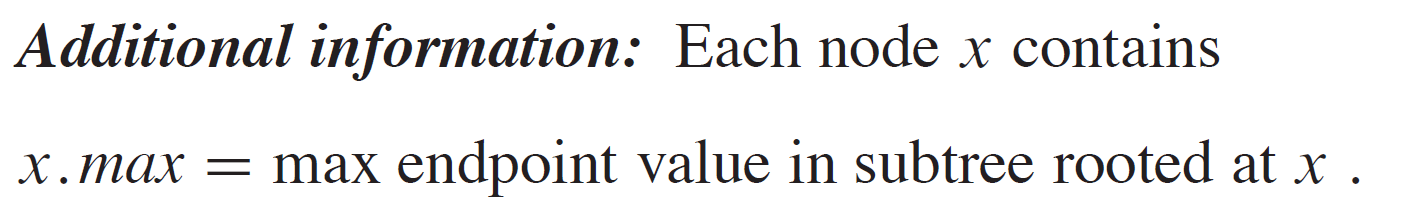 Additional information: Each node x contains
x.max = max endpoint value in subtree rooted at x .